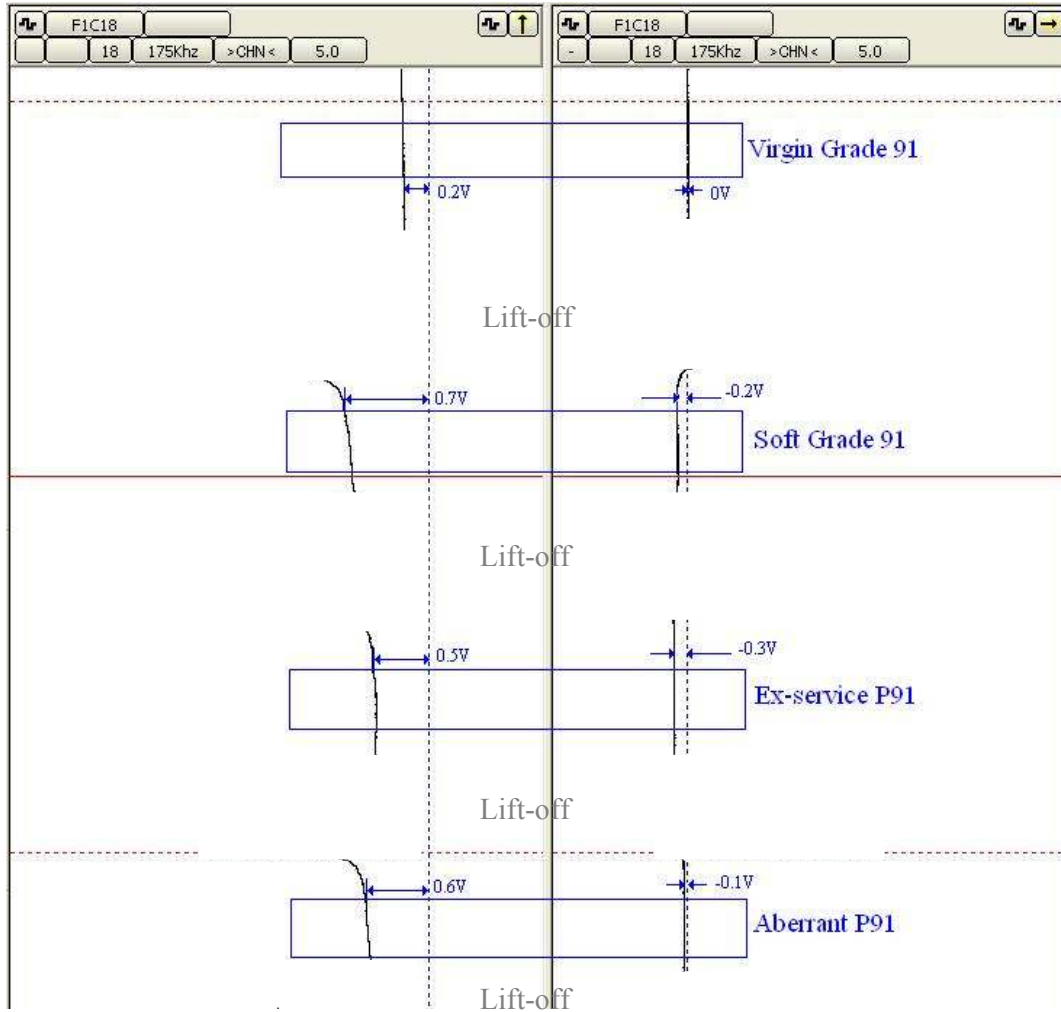 F1C18 F1C18
18 175Khz >CHN< 5.0 - 18 175Khz >CHN< 5.0
Virgin Grade 91
0.2V 0V
Lift-off
0.7V -0.2V
Soft Grade 91
Lift-off
0.5V -0.3V
Ex-service P91
Lift-off
0.6V -0.1V
Aberrant P91
Lift-off